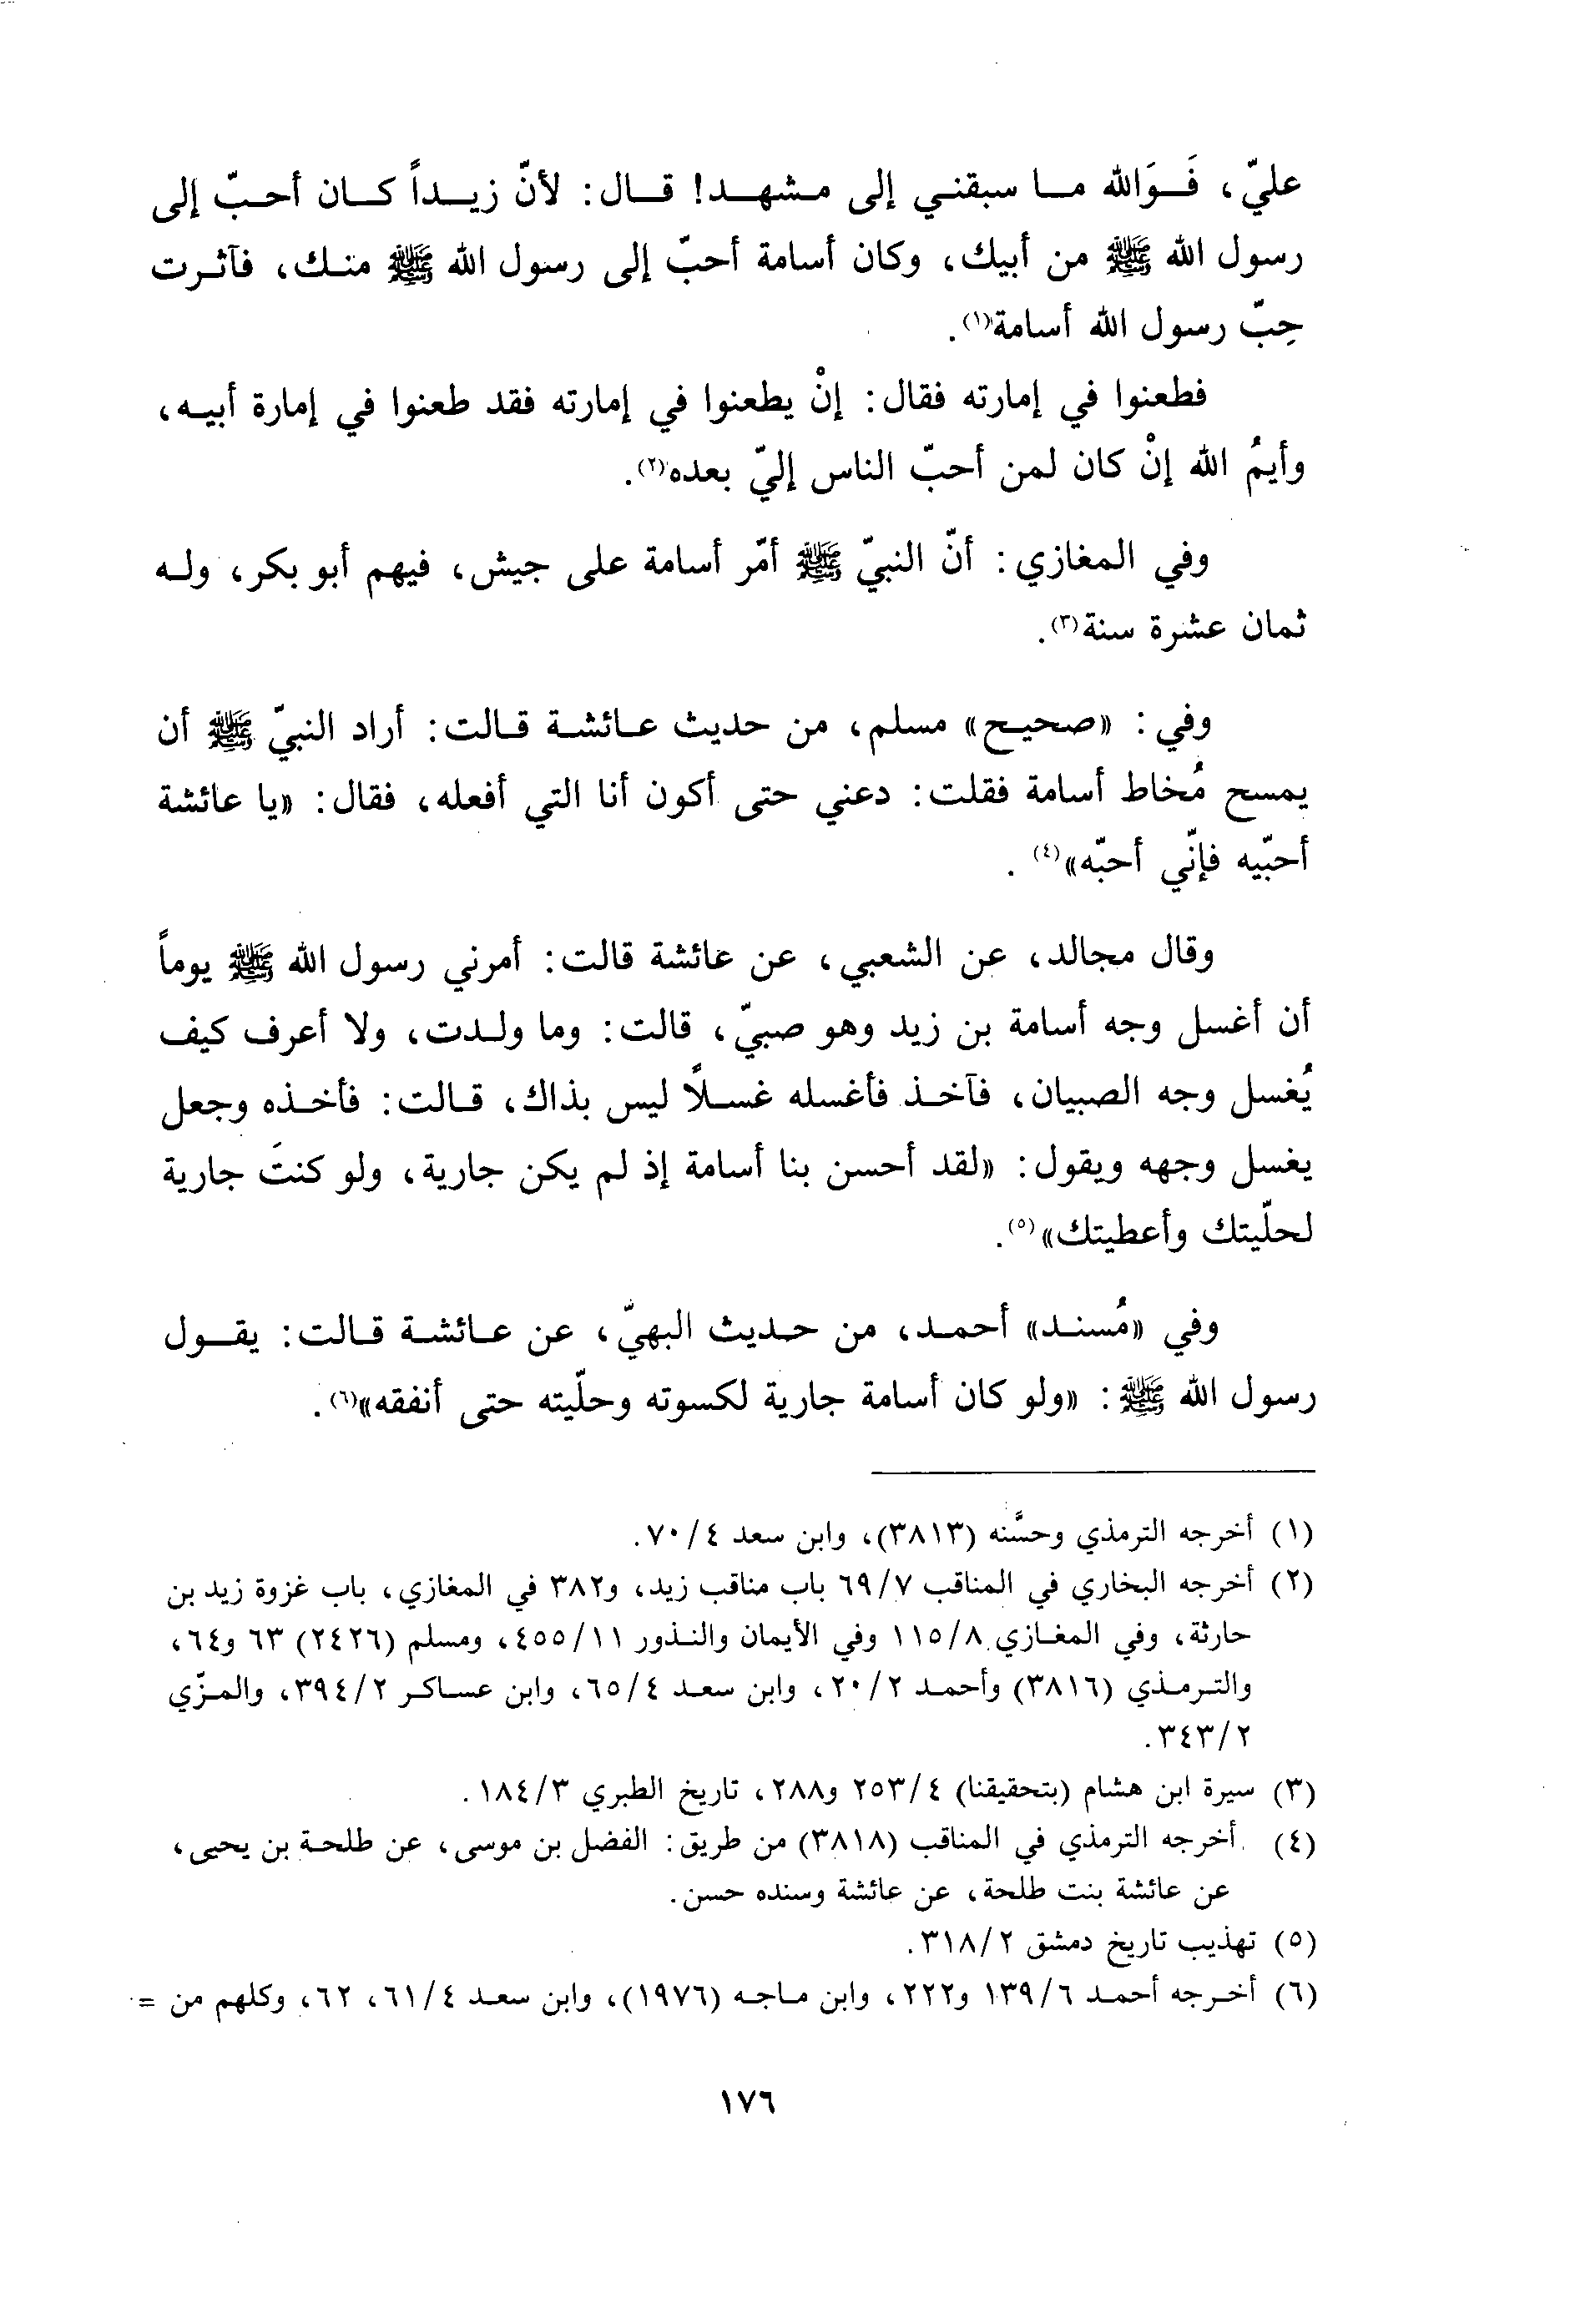 عليّ، فَوَالله ما سبقني إلى مشهد! قال: لأنّ زيداً كان أحبّ إلى
رسول الله ﷺ من أبيك، وكان أسامة أحبّ إلى رسول الله ﷺ منك، فآثرت
حِبّ رسول الله أسامة(١).
فطعنوا في إمارته فقال: إنْ يطعنوا في إمارته فقد طعنوا في إمارة أبيه،
وأيمُ الله إنْ كان لمن أحبّ الناس إليّ بعده(٢).
وفي المغازي: أنّ النبيّ ﷺ أمّر أسامة على جيش، فيهم أبو بكر، وله
ثمان عشرة سنة(٣).
وفي: «صحيح» مسلم، من حديث عائشة قالت: أراد النبيّ ﷺ أن
يمسح مُخاط أسامة فقلت: دعني حتى أكون أنا التي أفعله، فقال: «يا عائشة
أحبّيه فإنّي أحبّه»(٤).
وقال مجالد، عن الشعبي، عن عائشة قالت: أمرني رسول الله ﷺ يوماً
أن أغسل وجه أسامة بن زيد وهو صبيّ، قالت: وما ولدت، ولا أعرف كيف
يُغسل وجه الصبيان، فآخذ فأغسله غسلًا ليس بذاك، قالت: فأخذه وجعل
يغسل وجهه ويقول: «لقد أحسن بنا أسامة إذ لم يكن جارية، ولو كنتَ جارية
لحلّيتك وأعطيتك»(٥).
وفي «مُسند» أحمد، من حديث البهيّ، عن عائشة قالت: يقول
رسول الله ﷺ: «ولو كان أسامة جارية لكسوته وحلّيته حتى أنفقه»(٦).
(١) أخرجه الترمذي وحسَّنه (٣٨١٣)، وابن سعد ٤/٧٠.
(٢) أخرجه البخاري في المناقب ٧/٦٩ باب مناقب زيد، و٣٨٢ في المغازي، باب غزوة زيد بن
حارثة، وفي المغازي ٨/١١٥ وفي الأيمان والنذور ١١/٤٥٥، ومسلم (٢٤٢٦) ٦٣ و٦٤،
والترمذي (٣٨١٦) وأحمد ٢/٢٠، وابن سعد ٤/٦٥، وابن عساكر ٢/٣٩٤، والمزّي
٢/٣٤٣.
(٣) سيرة ابن هشام (بتحقيقنا) ٤/٢٥٣ و٢٨٨، تاريخ الطبري ٣/١٨٤.
(٤) أخرجه الترمذي في المناقب (٣٨١٨) من طريق: الفضل بن موسى، عن طلحة بن يحيى،
عن عائشة بنت طلحة، عن عائشة وسنده حسن.
(٥) تهذيب تاريخ دمشق ٢/٣١٨.
(٦) أخرجه أحمد ٦/١٣٩ و٢٢٢، وابن ماجه (١٩٧٦)، وابن سعد ٤/٦١، ٦٢، وكلهم من =
١٧٦